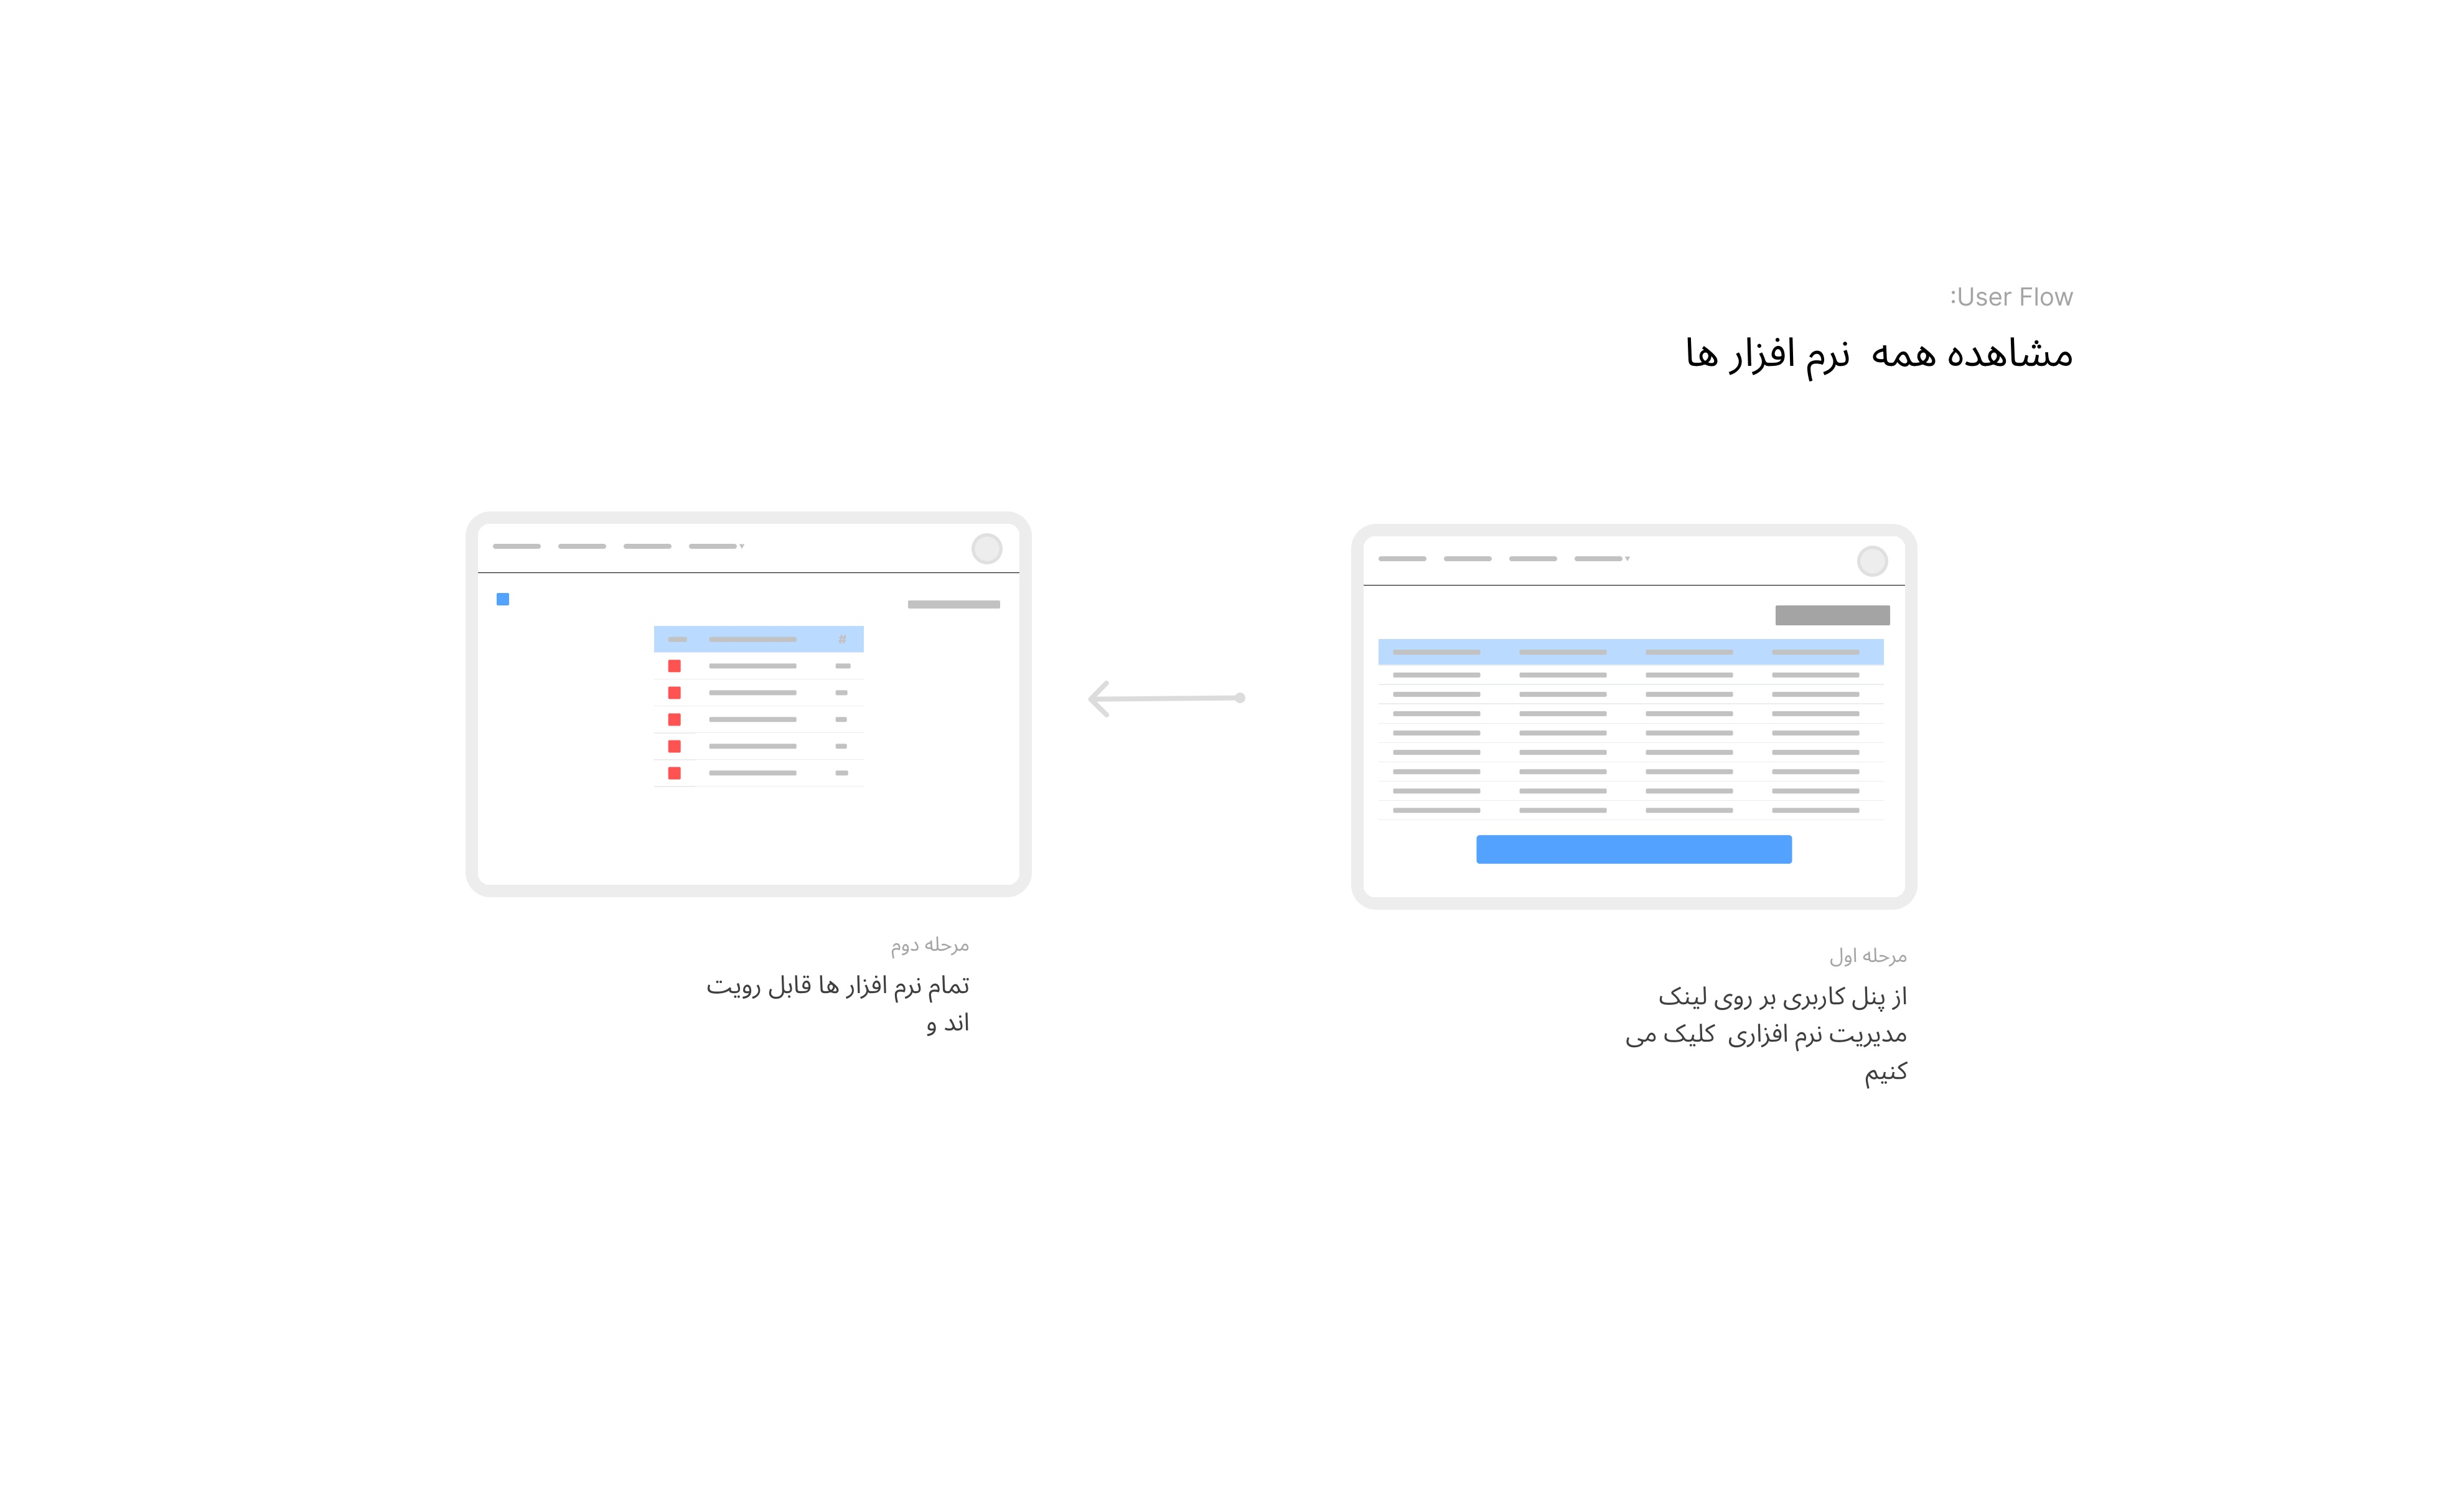 User Flow:
مشاهده همه نرم افزار ها
#
مرحله اول
از پنل کاربری بر روی لینک
مدیریت نرم افزاری کلیک می
کنیم
مرحله دوم
تمام نرم افزار ها قابل رویت
اند و